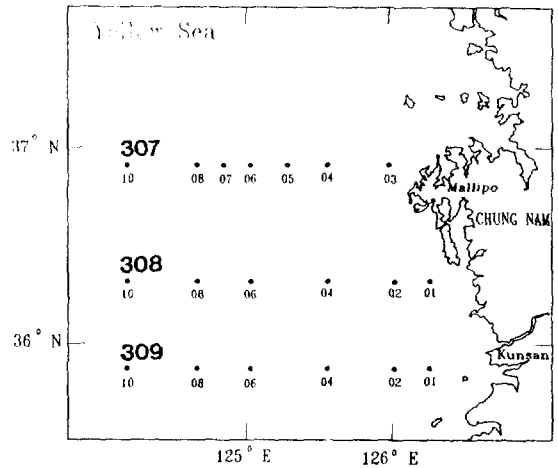 Yellow Sea
37° N
307
10 08 07 06 05 04 03
Mallipo
CHUNG NAM
308
10 08 06 04 02 01
36° N
309
Kunsan
10 08 06 04 02 01
125° E 126° E